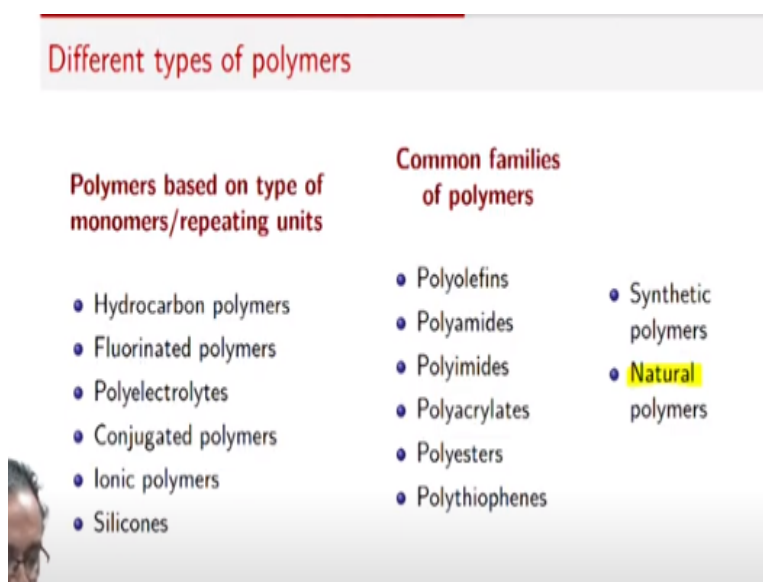 Different types of polymers
Polymers based on type of
monomers/repeating units
Hydrocarbon polymers
Fluorinated polymers
Polyelectrolytes
Conjugated polymers
Ionic polymers
Silicones
Common families
of polymers
Polyolefins
Polyamides
Polyimides
Polyacrylates
Polyesters
Polythiophenes
Synthetic
polymers
Natural
polymers